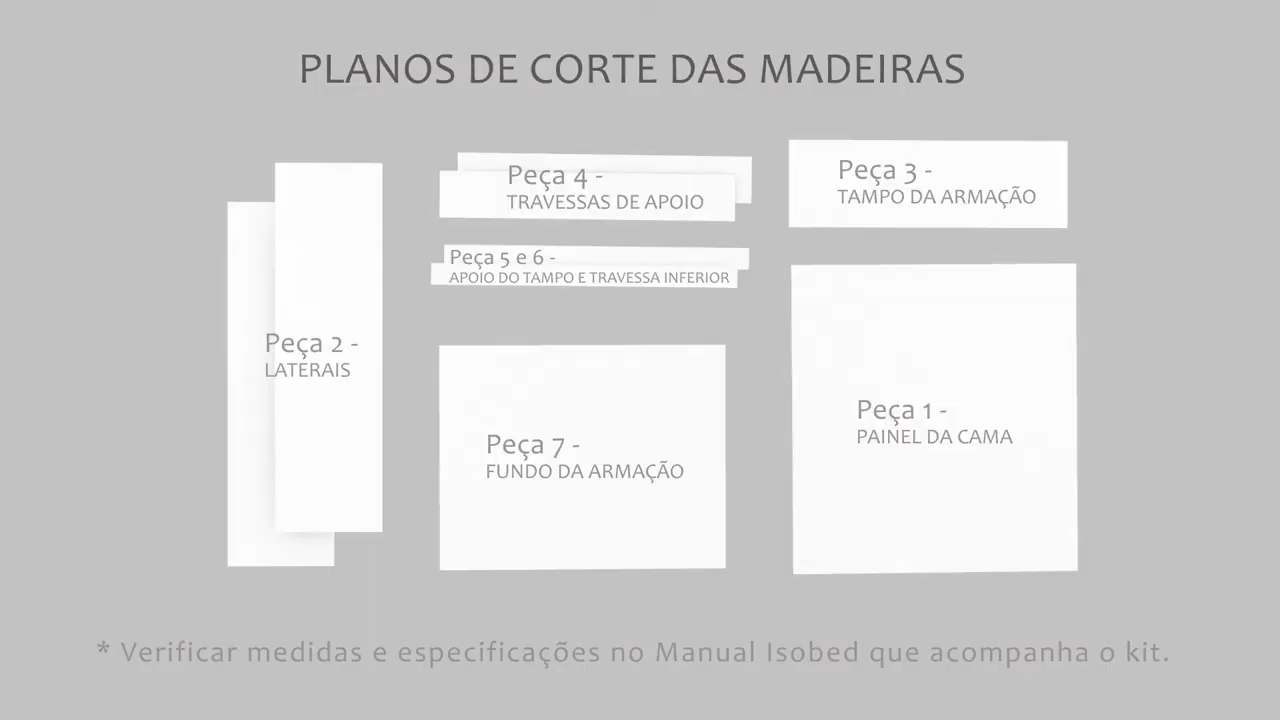 PLANOS DE CORTE DAS MADEIRAS
Peça 2 -
LATERAIS
Peça 4 -
TRAVESSAS DE APOIO
Peça 5 e 6 -
APOIO DO TAMPO E TRAVESSA INFERIOR
Peça 7 -
FUNDO DA ARMAÇÃO
Peça 3 -
TAMPO DA ARMAÇÃO
Peça 1 -
PAINEL DA CAMA
* Verificar medidas e especificações no Manual Isobed que acompanha o kit.